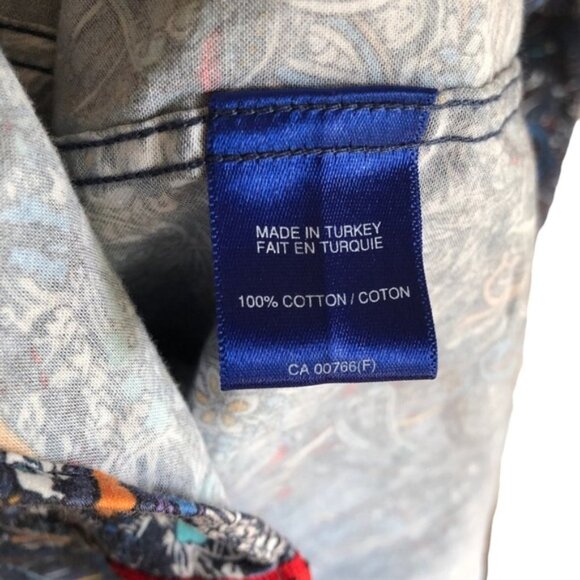 MADE IN TURKEY
FAIT EN TURQUIE
100% COTTON / COTON
CA 00766(F)